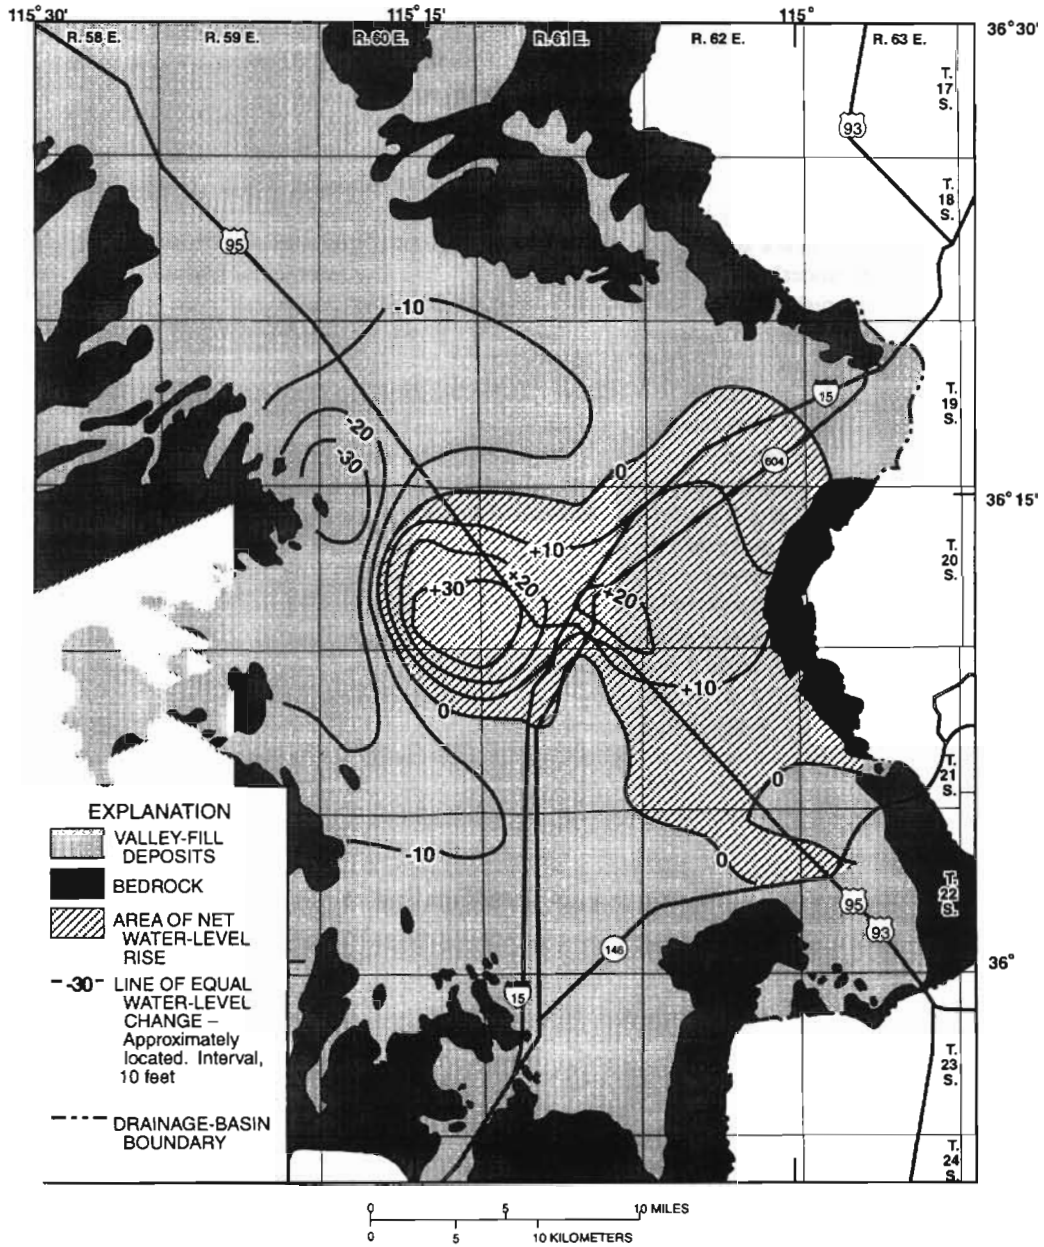 115° 30'
115° 15'
115°
R. 58 E.
R. 59 E.
R. 60 E.
R. 61 E.
R. 62 E.
R. 63 E.
36° 30'
T.
17
S.
93
T.
18
S.
95
-10
15
T.
19
S.
-20
-30
0
604
36° 15'
+10
T.
20
S.
+30
+20
+20
+10
0
0
T.
21
S.
-10
0
T.
22
S.
95
93
146
15
36°
T.
23
S.
T.
24
S.
EXPLANATION
VALLEY-FILL
DEPOSITS
BEDROCK
AREA OF NET
WATER-LEVEL
RISE
-30 LINE OF EQUAL
WATER-LEVEL
CHANGE –
Approximately
located. Interval,
10 feet
DRAINAGE-BASIN
BOUNDARY
0 5 10 MILES
0 5 10 KILOMETERS